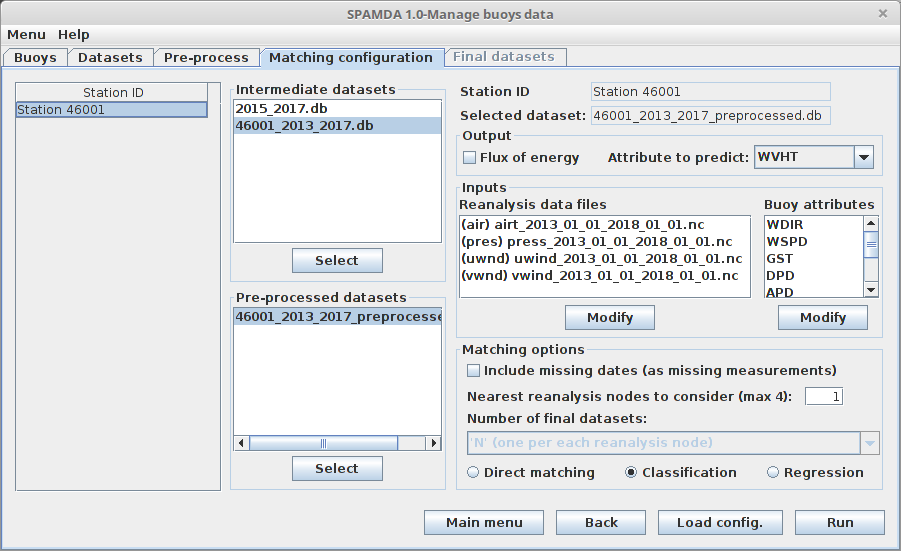 SPAMDA 1.0-Manage buoys data
Menu Help
Buoys Datasets Pre-process Matching configuration Final datasets
Station ID
Station 46001
Intermediate datasets
2015_2017.db
46001_2013_2017.db
Select
Pre-processed datasets
46001_2013_2017_preprocesse
Select
Station ID Station 46001
Selected dataset: 46001_2013_2017_preprocessed.db
Output
Flux of energy Attribute to predict: WVHT
Inputs
Reanalysis data files
(air) airt_2013_01_01_2018_01_01.nc
(pres) press_2013_01_01_2018_01_01.nc
(uwnd) uwind_2013_01_01_2018_01_01.nc
(vwnd) vwind_2013_01_01_2018_01_01.nc
Modify
Buoy attributes
WDIR
WSPD
GST
DPD
APD
Modify
Matching options
Include missing dates (as missing measurements)
Nearest reanalysis nodes to consider (max 4): 1
Number of final datasets:
'N' (one per each reanalysis node)
Direct matching Classification Regression
Main menu Back Load config. Run